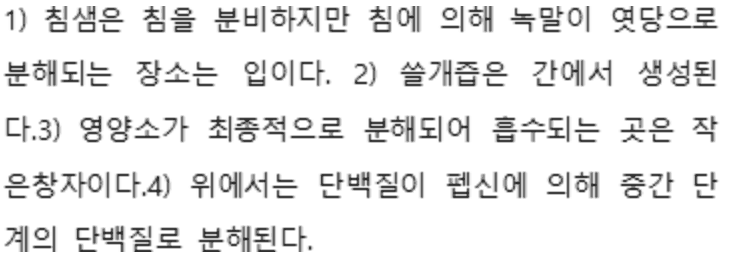 1) 침샘은 침을 분비하지만 침에 의해 녹말이 엿당으로
분해되는 장소는 입이다. 2) 쓸개즙은 간에서 생성된
다.3) 영양소가 최종적으로 분해되어 흡수되는 곳은 작
은창자이다.4) 위에서는 단백질이 펩신에 의해 중간 단
계의 단백질로 분해된다.